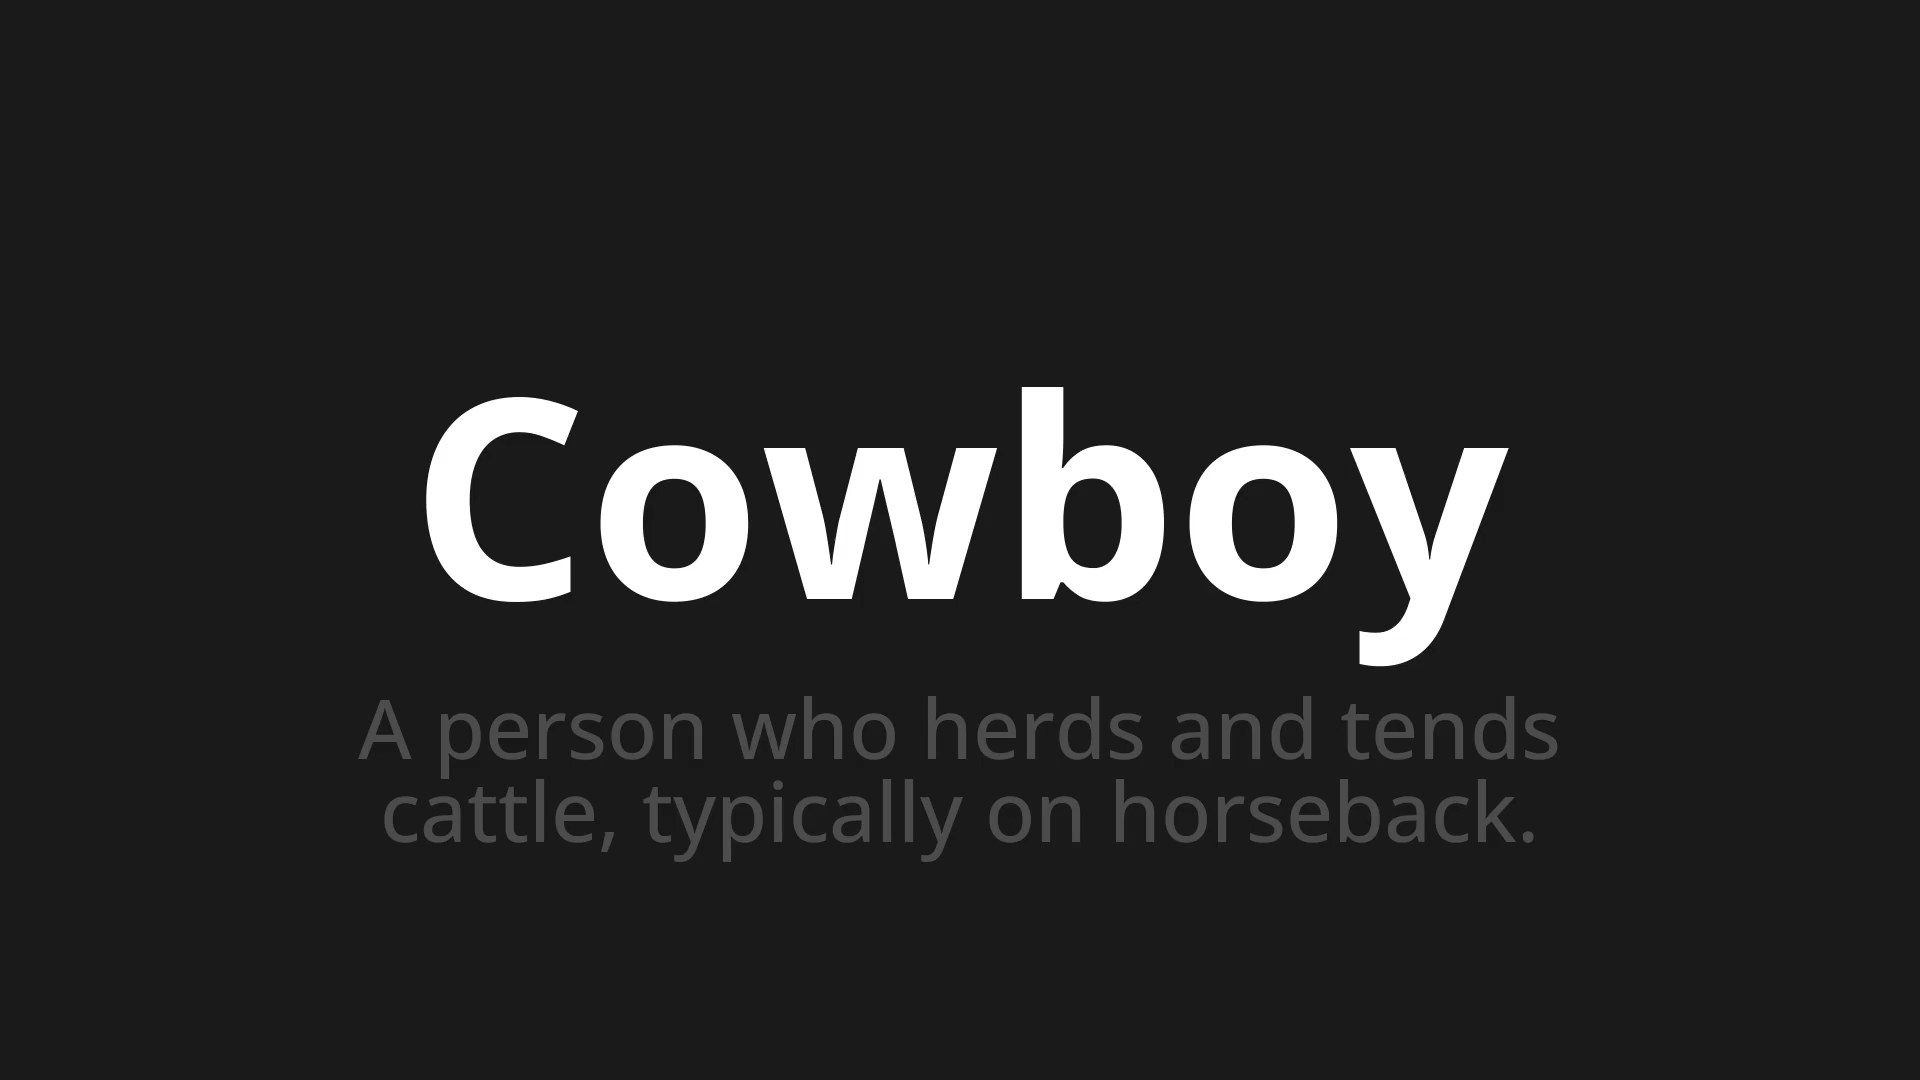 Cowboy
A person who herds and tends
cattle, typically on horseback.